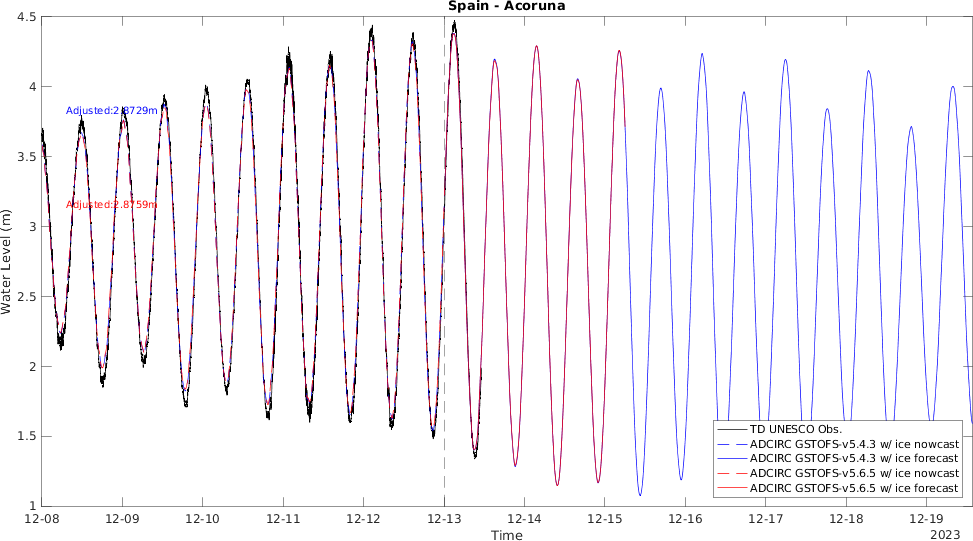 Spain - Acoruna
4.5
4
3.5
3
2.5
2
1.5
1
Water Level (m)
Adjusted:2.8729m
Adjusted:2.8759m
TD UNESCO Obs.
ADCIRC GSTOFS-v5.4.3 w/ ice nowcast
ADCIRC GSTOFS-v5.4.3 w/ ice forecast
ADCIRC GSTOFS-v5.6.5 w/ ice nowcast
ADCIRC GSTOFS-v5.6.5 w/ ice forecast
12-08 12-09 12-10 12-11 12-12 12-13 12-14 12-15 12-16 12-17 12-18 12-19
2023
Time